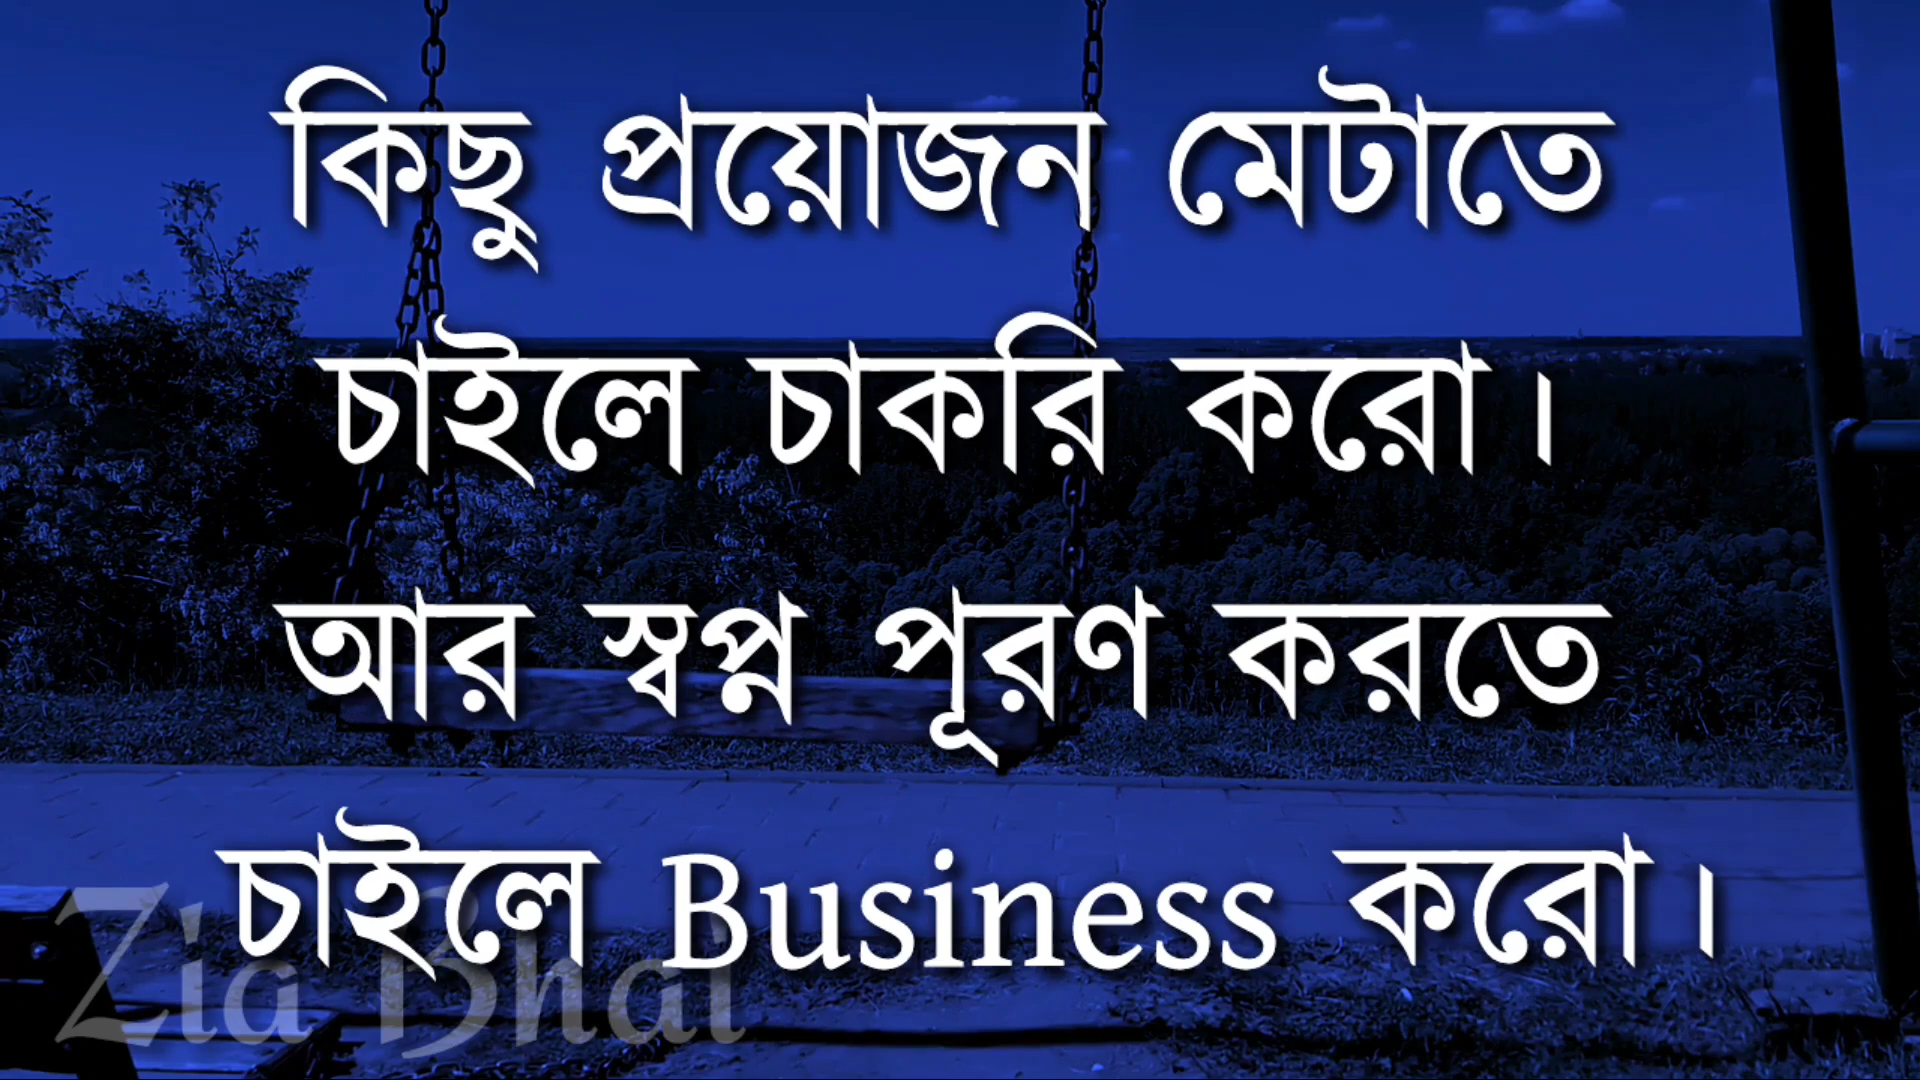 কিছু প্রয়োজন মেটাতে
চাইলে চাকরি করো।
আর স্বপ্ন পূরণ করতে
চাইলে Business করো।
Zia Bhai